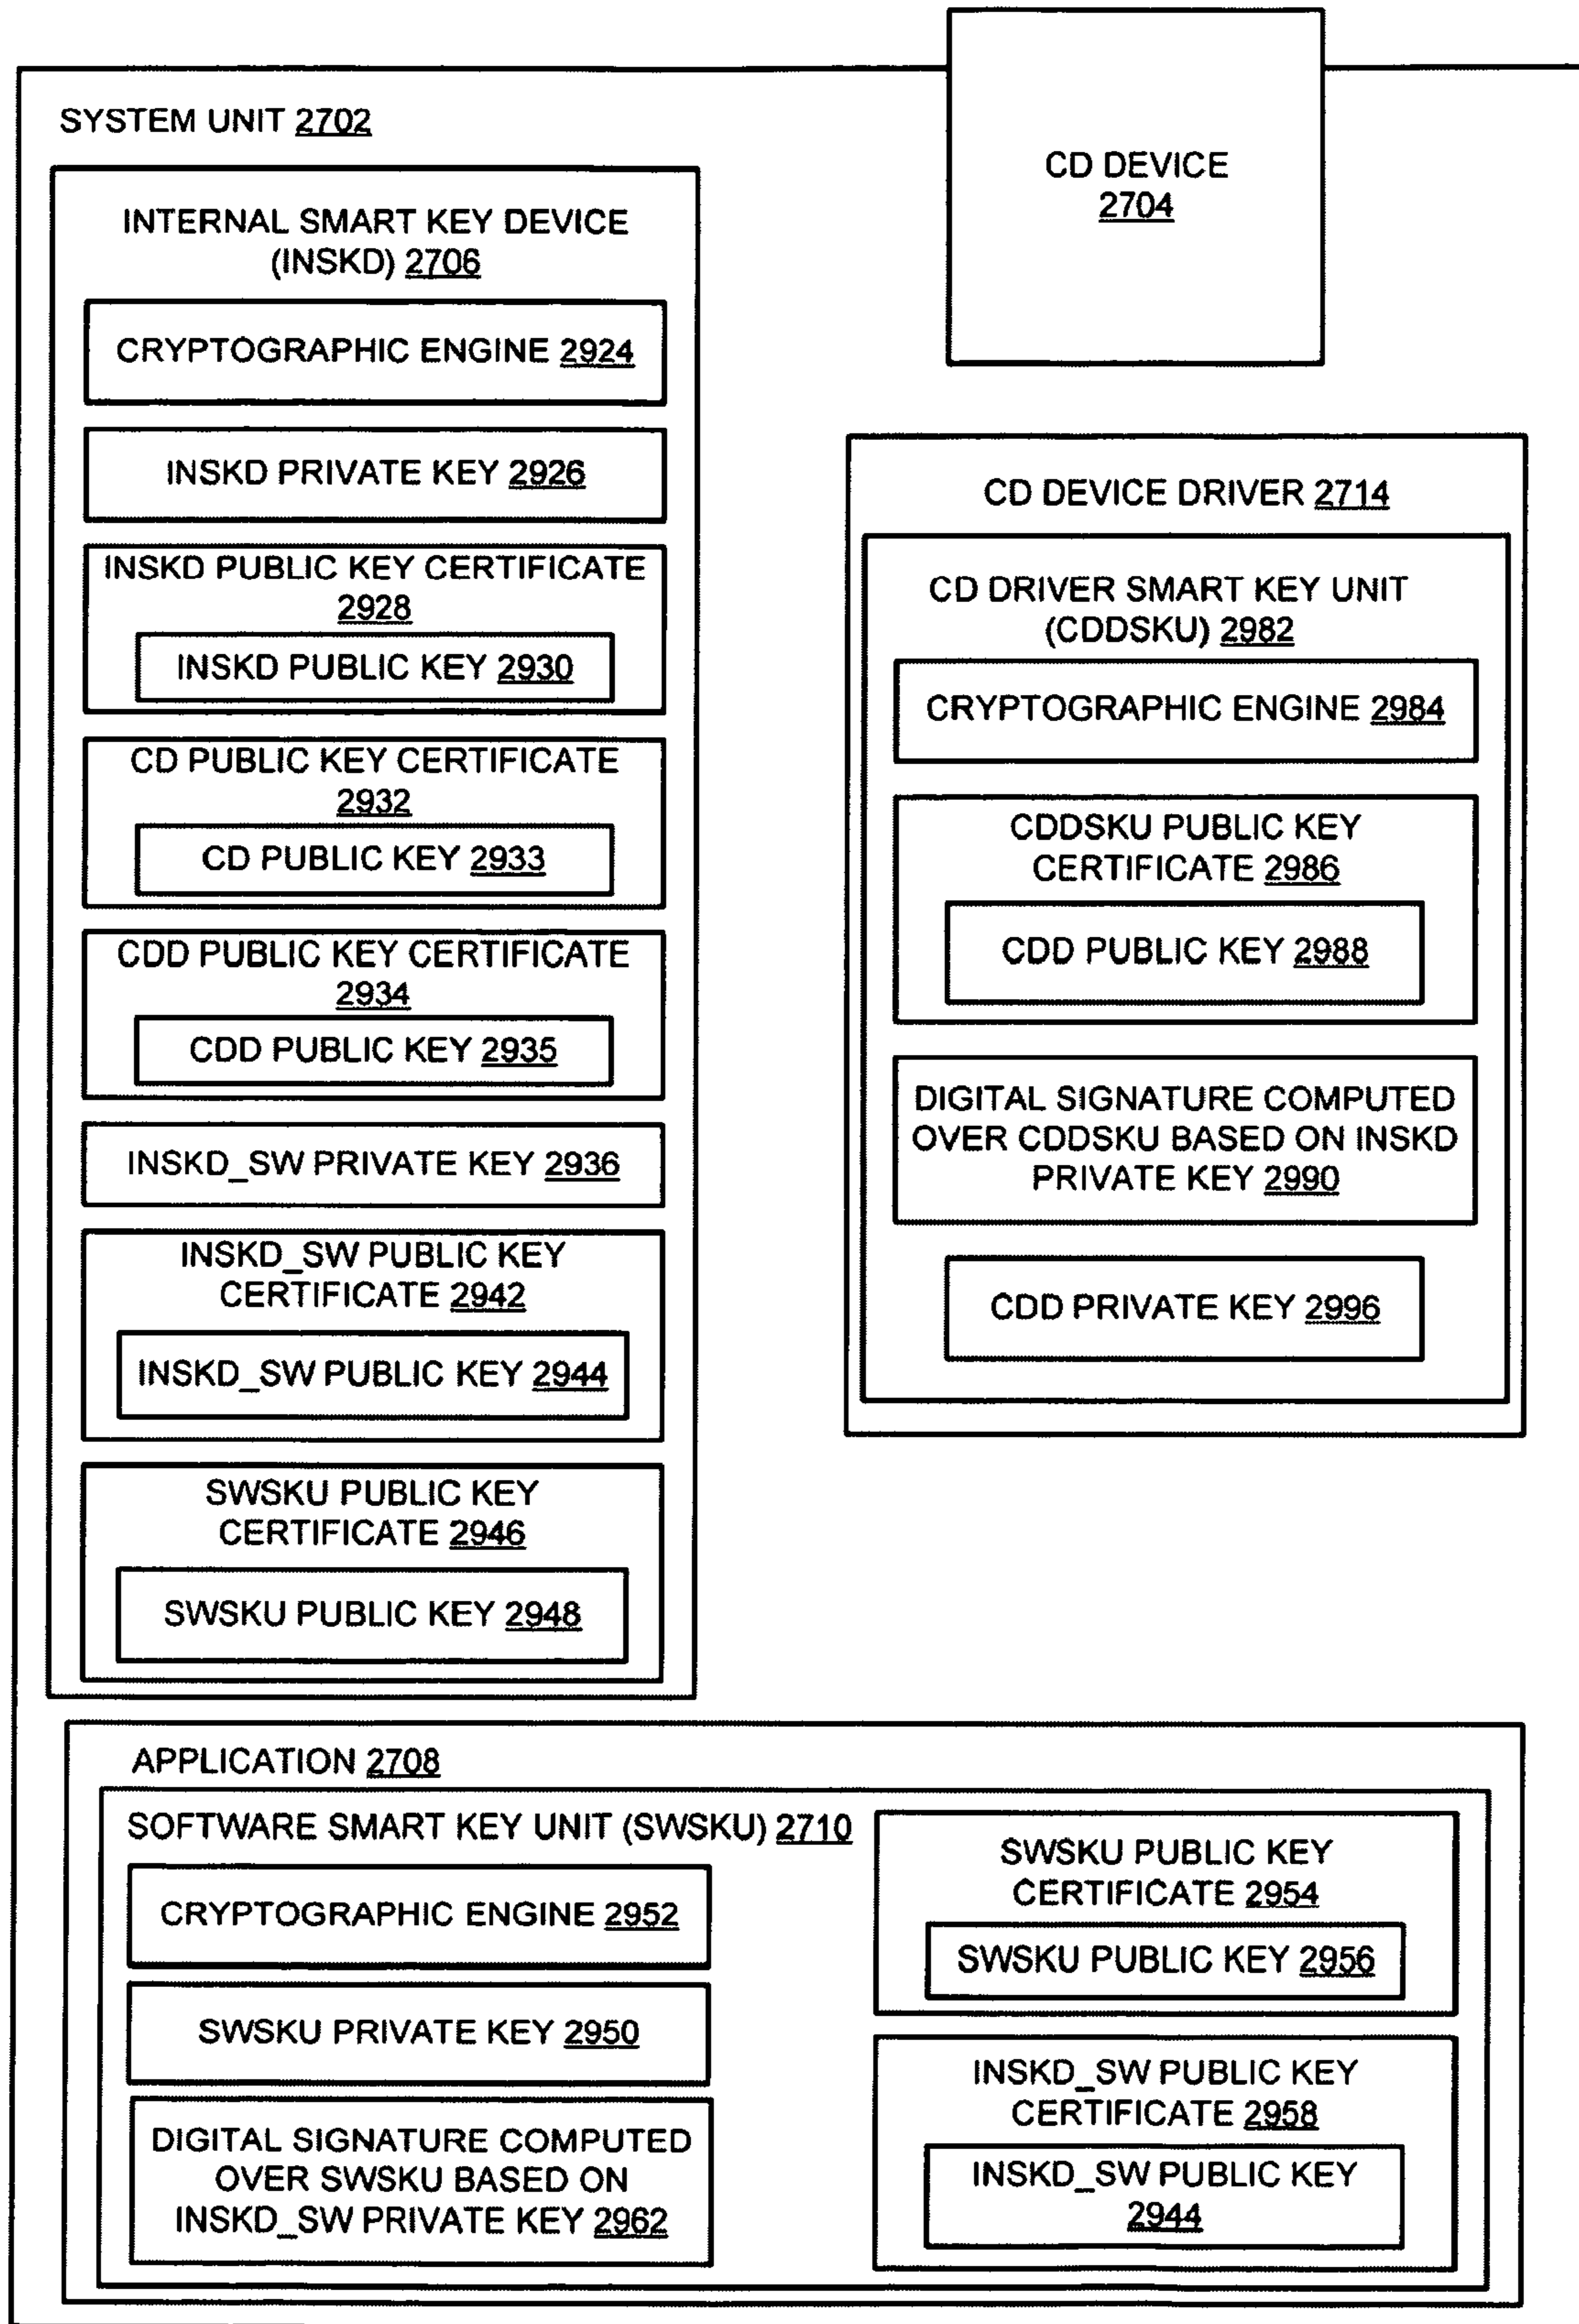 SYSTEM UNIT 2702
CD DEVICE
2704
INTERNAL SMART KEY DEVICE
(INSKD) 2706
CRYPTOGRAPHIC ENGINE 2924
INSKD PRIVATE KEY 2926
INSKD PUBLIC KEY CERTIFICATE
2928
INSKD PUBLIC KEY 2930
CD PUBLIC KEY CERTIFICATE
2932
CD PUBLIC KEY 2933
CDD PUBLIC KEY CERTIFICATE
2934
CDD PUBLIC KEY 2935
INSKD_SW PRIVATE KEY 2936
INSKD_SW PUBLIC KEY
CERTIFICATE 2942
INSKD_SW PUBLIC KEY 2944
SWSKU PUBLIC KEY
CERTIFICATE 2946
SWSKU PUBLIC KEY 2948
CD DEVICE DRIVER 2714
CD DRIVER SMART KEY UNIT
(CDDSKU) 2982
CRYPTOGRAPHIC ENGINE 2984
CDDSKU PUBLIC KEY
CERTIFICATE 2986
CDD PUBLIC KEY 2988
DIGITAL SIGNATURE COMPUTED
OVER CDDSKU BASED ON INSKD
PRIVATE KEY 2990
CDD PRIVATE KEY 2996
APPLICATION 2708
SOFTWARE SMART KEY UNIT (SWSKU) 2710
CRYPTOGRAPHIC ENGINE 2952
SWSKU PRIVATE KEY 2950
DIGITAL SIGNATURE COMPUTED
OVER SWSKU BASED ON
INSKD_SW PRIVATE KEY 2962
SWSKU PUBLIC KEY
CERTIFICATE 2954
SWSKU PUBLIC KEY 2956
INSKD_SW PUBLIC KEY
CERTIFICATE 2958
INSKD_SW PUBLIC KEY
2944